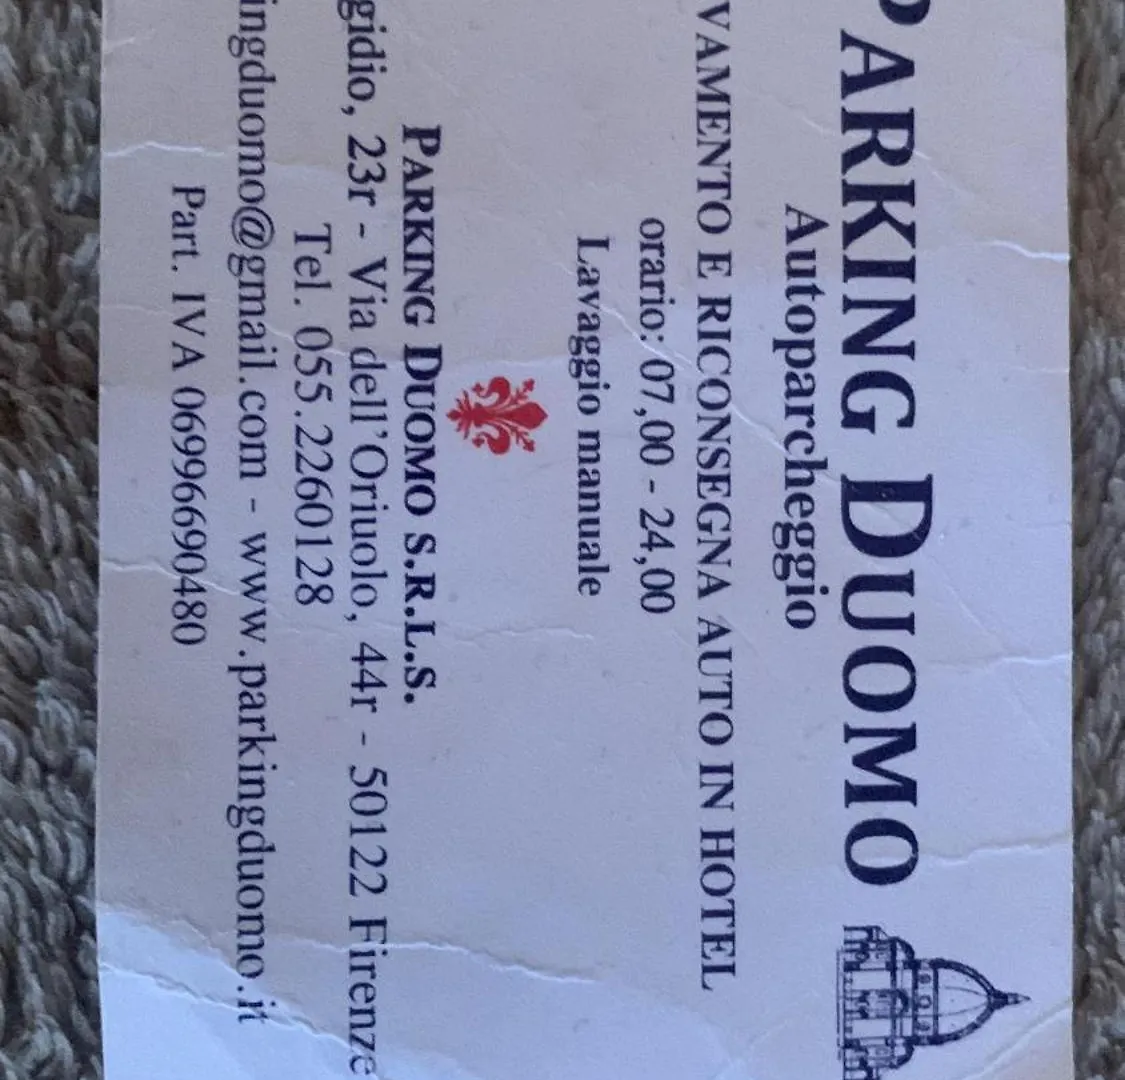 PARKING DUOMO
Autoparcheggio
VAMENTO E RICONSEGNA AUTO IN HOTEL
orario: 07,00 - 24,00
Lavaggio manuale
PARKING DUOMO S.R.L.S.
gidio, 23r - Via dell'Oriuolo, 44r - 50122 Firenze
Tel. 055.2260128
ingduomo@gmail.com - www.parkingduomo.it
Part. IVA 06996690480